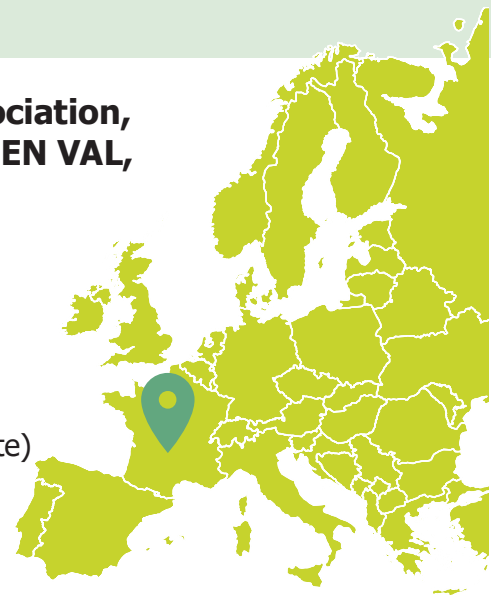 ociation,
EN VAL,
te)